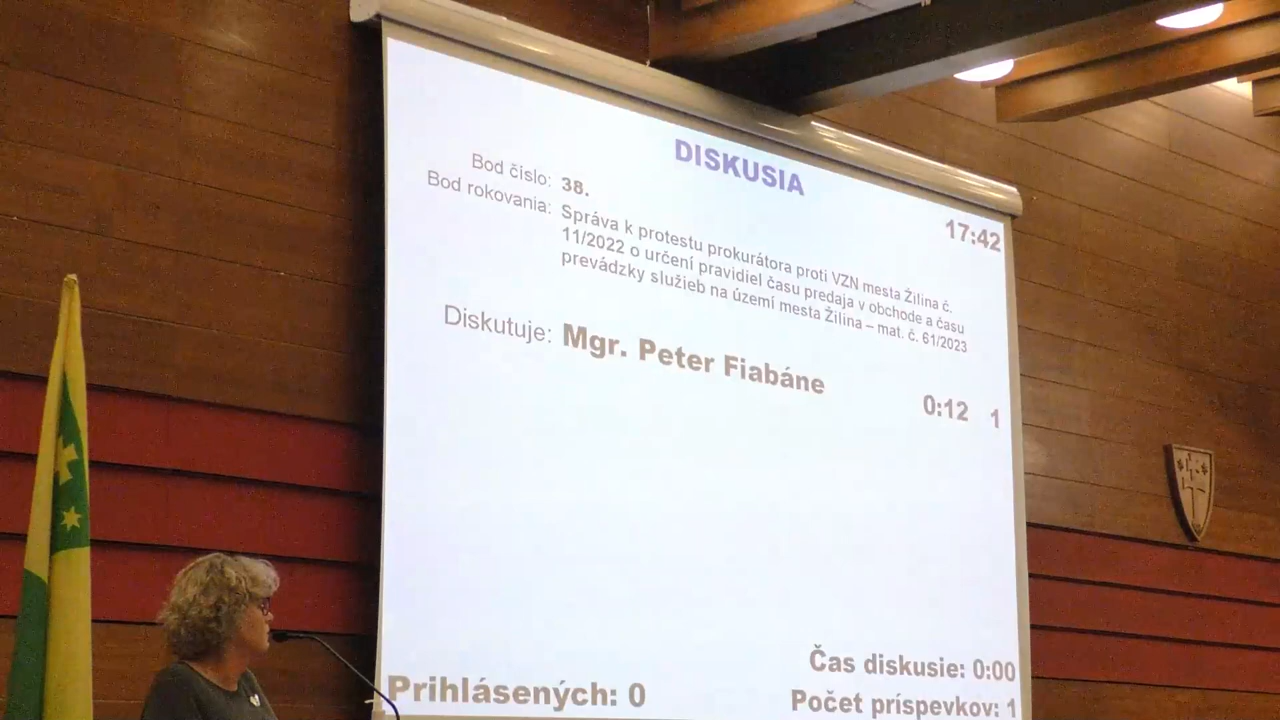 DISKUSIA
17:42
Bod číslo: 38.
Bod rokovania: Správa k protestu prokurátora proti VZN mesta Žilina č.
11/2022 o určení pravidiel času predaja v obchode a času
prevádzky služieb na území mesta Žilina – mat. č. 61/2023
Diskutuje: Mgr. Peter Fiabáne
0:12 1
Čas diskusie: 0:00
Prihlásených: 0
Počet príspevkov: 1